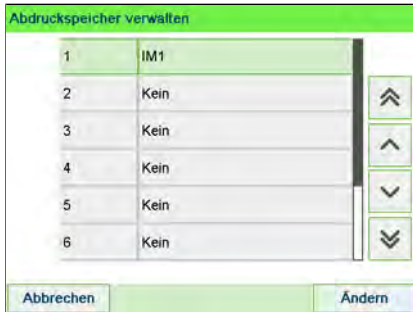 Abdruckspeicher verwalten
1 IM1
2 Kein
3 Kein
4 Kein
5 Kein
6 Kein
Abbrechen Ändern